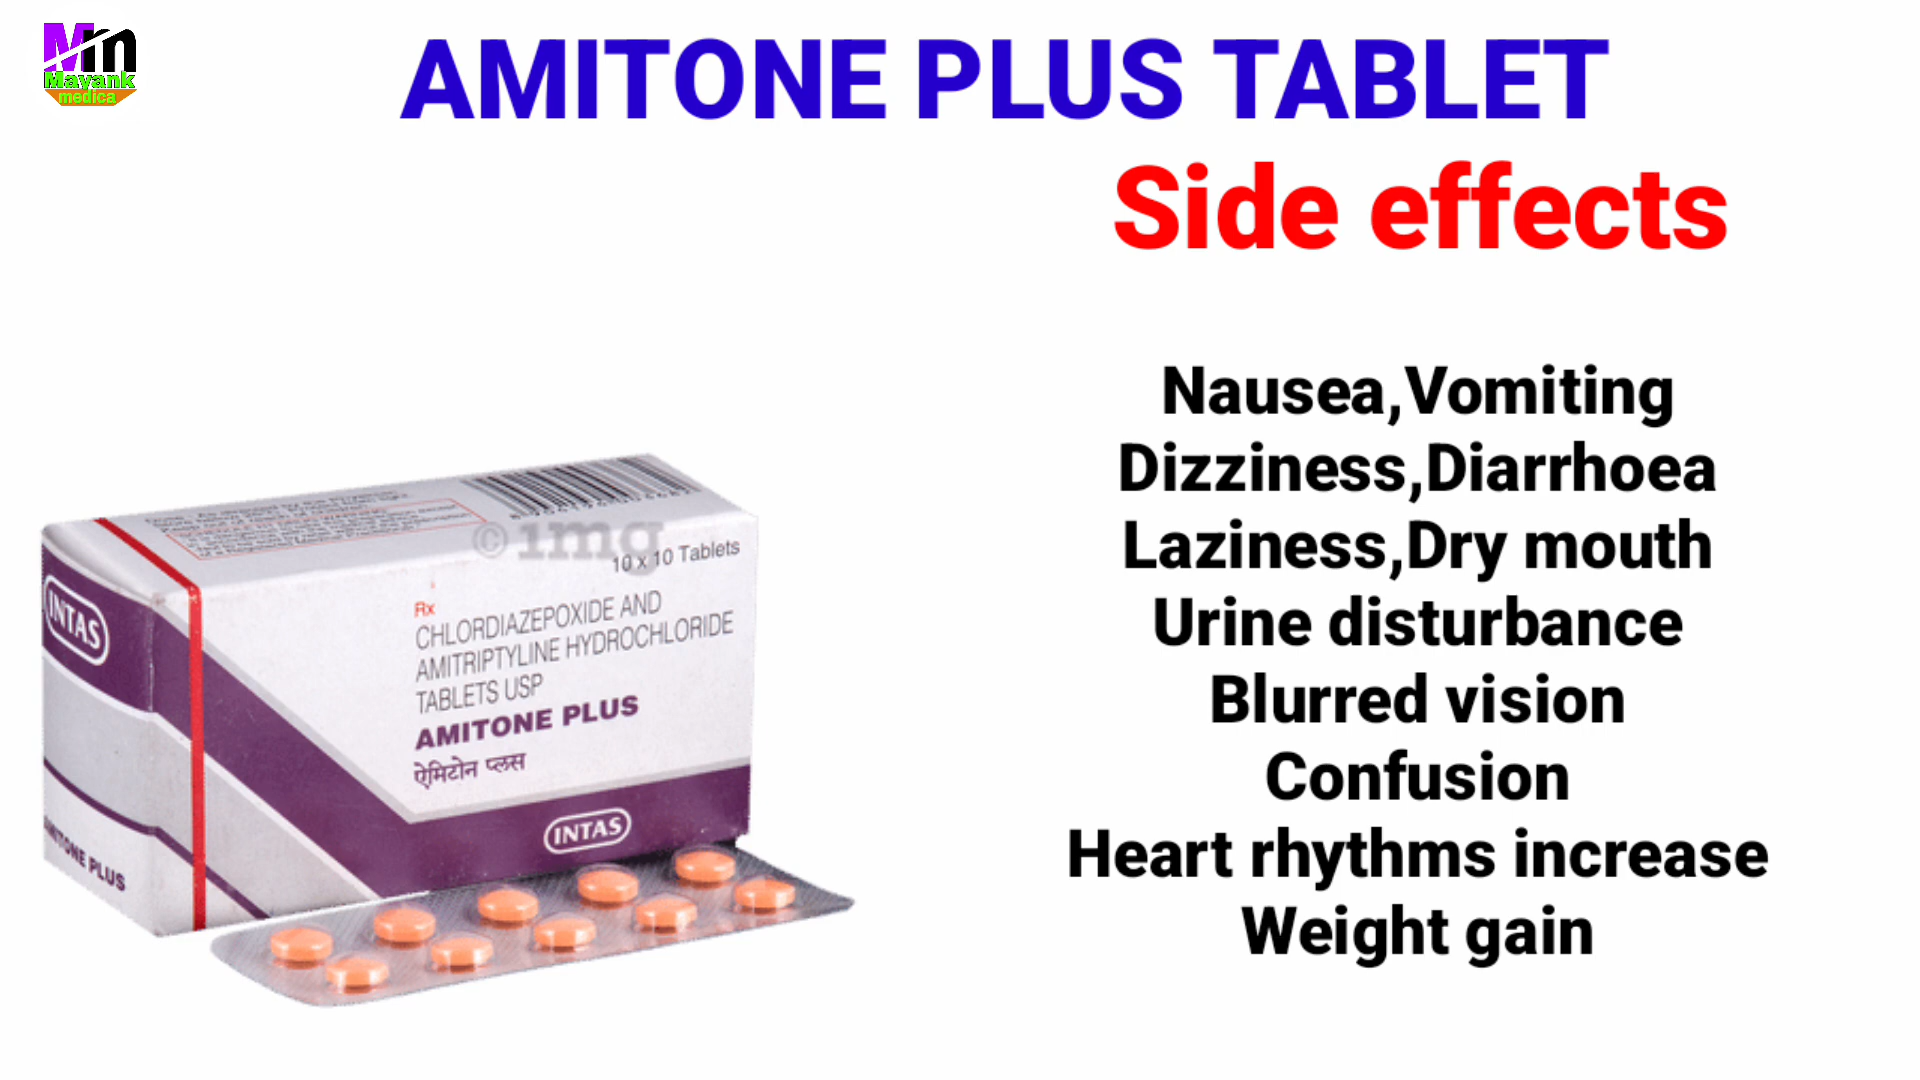 Mm
Mayank
medica
AMITONE PLUS TABLET
Side effects
Nausea,Vomiting
Dizziness,Diarrhoea
Laziness,Dry mouth
Urine disturbance
Blurred vision
Confusion
Heart rhythms increase
Weight gain
©1mg
10 x 10 Tablets
Rx
CHLORDIAZEPOXIDE AND
AMITRIPTYLINE HYDROCHLORIDE
TABLETS USP
AMITONE PLUS
ऐमिटोन प्लस
INTAS
INTAS
AMITONE PLUS